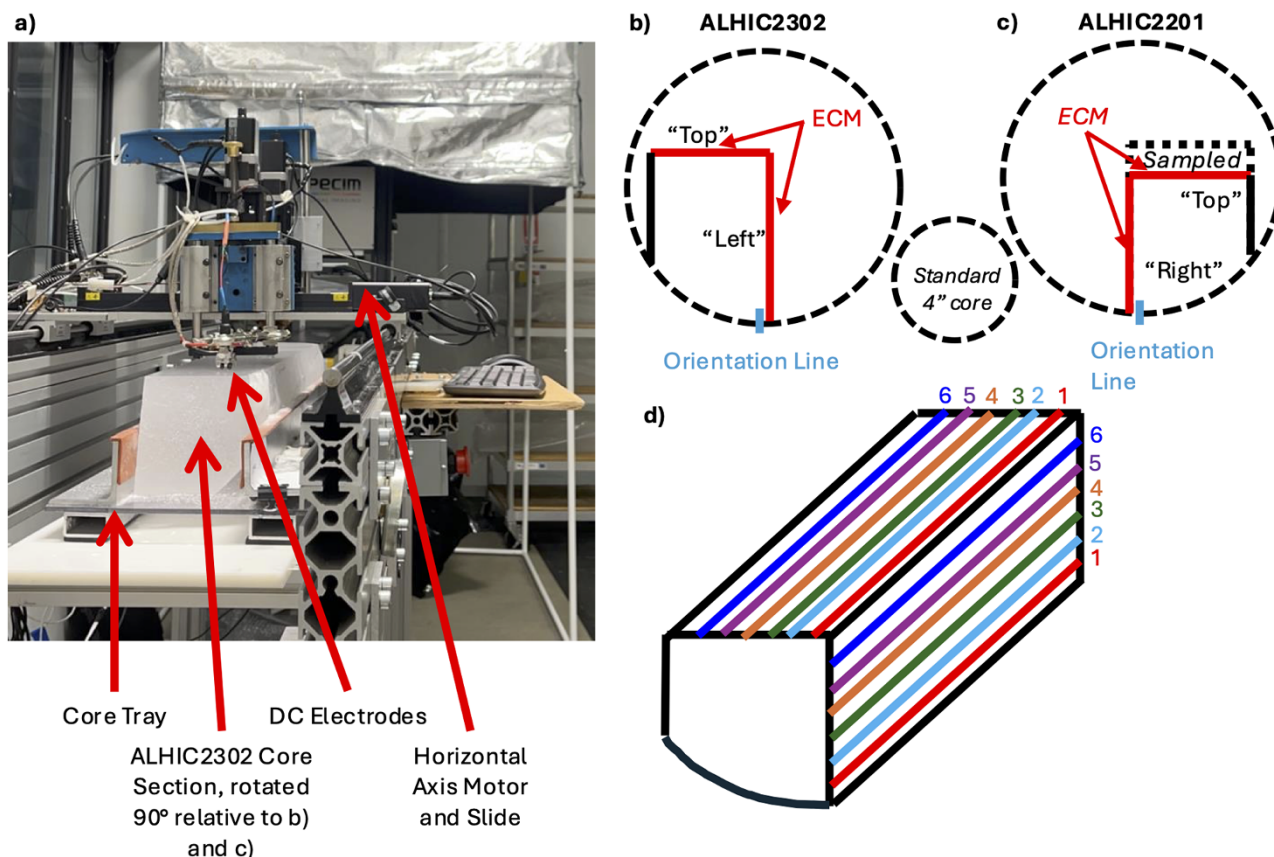 a)
PECIM
Core Tray
DC Electrodes
ALHIC2302 Core
Section, rotated
90° relative to b)
and c)
Horizontal
Axis Motor
and Slide
b)
ALHIC2302
“Top”
ECM
“Left”
Orientation Line
Standard
4” core
c)
ALHIC2201
ECM
Sampled
“Top”
“Right”
Orientation
Line
d)
6 5 4 3 2 1
6
5
4
3
2
1